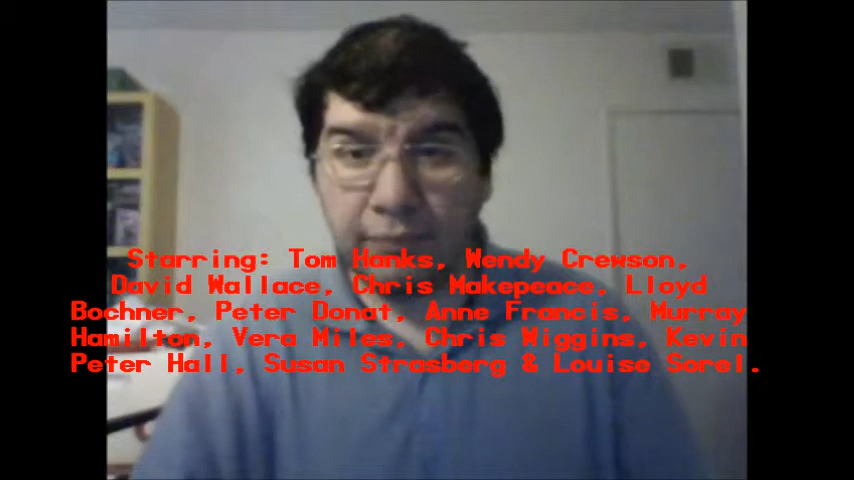 Starring: Tom Hanks, Wendy Crewson,
David Wallace, Chris Makepeace, Lloyd
Bochner, Peter Donat, Anne Francis, Murray
Hamilton, Vera Miles, Chris Wiggins, Kevin
Peter Hall, Susan Strasberg & Louise Sorel.